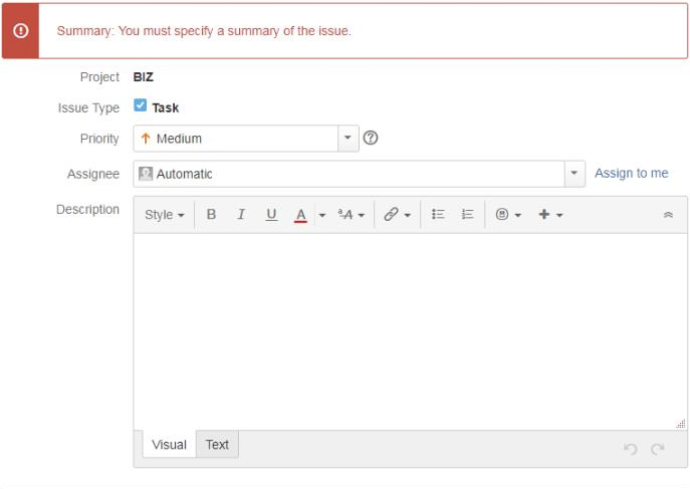 Summary: You must specify a summary of the issue.
Project BIZ
Issue Type Task
Priority Medium
Assignee Automatic Assign to me
Description Style B I U A ªA
Visual Text